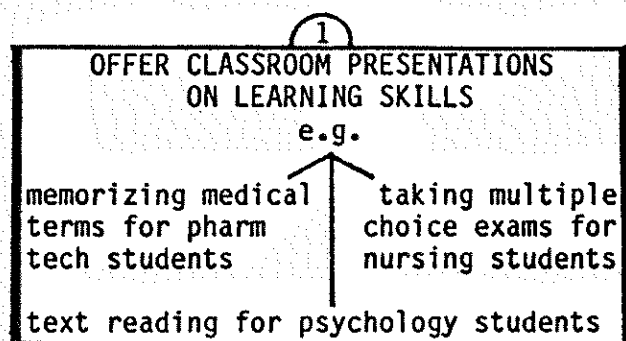 1
OFFER CLASSROOM PRESENTATIONS
ON LEARNING SKILLS
e.g.
memorizing medical
terms for pharm
tech students
taking multiple
choice exams for
nursing students
text reading for psychology students